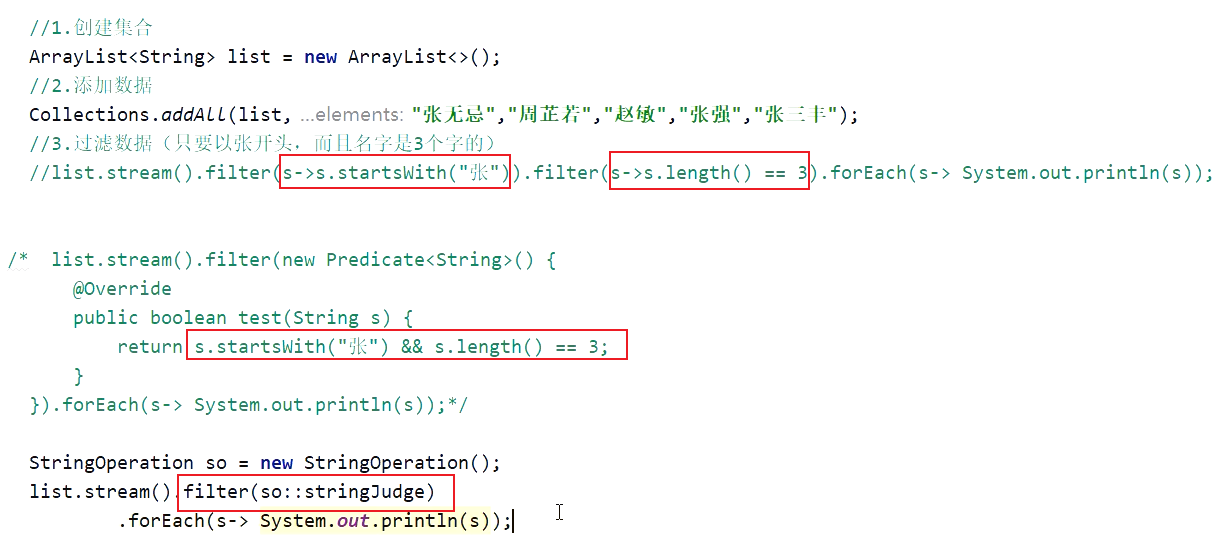 //1.创建集合
ArrayList<String> list = new ArrayList<>();
//2.添加数据
Collections.addAll(list, ...elements: "张无忌","周芷若","赵敏","张强","张三丰");
//3.过滤数据（只要以张开头，而且名字是3个字的）
//list.stream().filter(s->s.startsWith("张")).filter(s->s.length() == 3).forEach(s-> System.out.println(s));
/*  list.stream().filter(new Predicate<String>() {
@Override
public boolean test(String s) {
return s.startsWith("张") && s.length() == 3;
}
}).forEach(s-> System.out.println(s));*/
StringOperation so = new StringOperation();
list.stream().filter(so::stringJudge)
.forEach(s-> System.out.println(s));